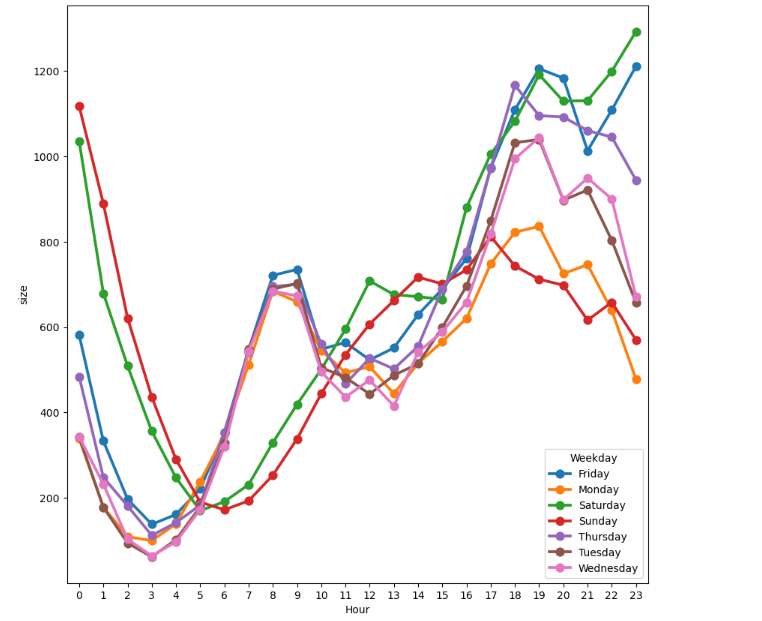 1200
1000
800
600
400
200
size
0 1 2 3 4 5 6 7 8 9 10 11 12 13 14 15 16 17 18 19 20 21 22 23
Hour
Weekday
Friday
Monday
Saturday
Sunday
Thursday
Tuesday
Wednesday